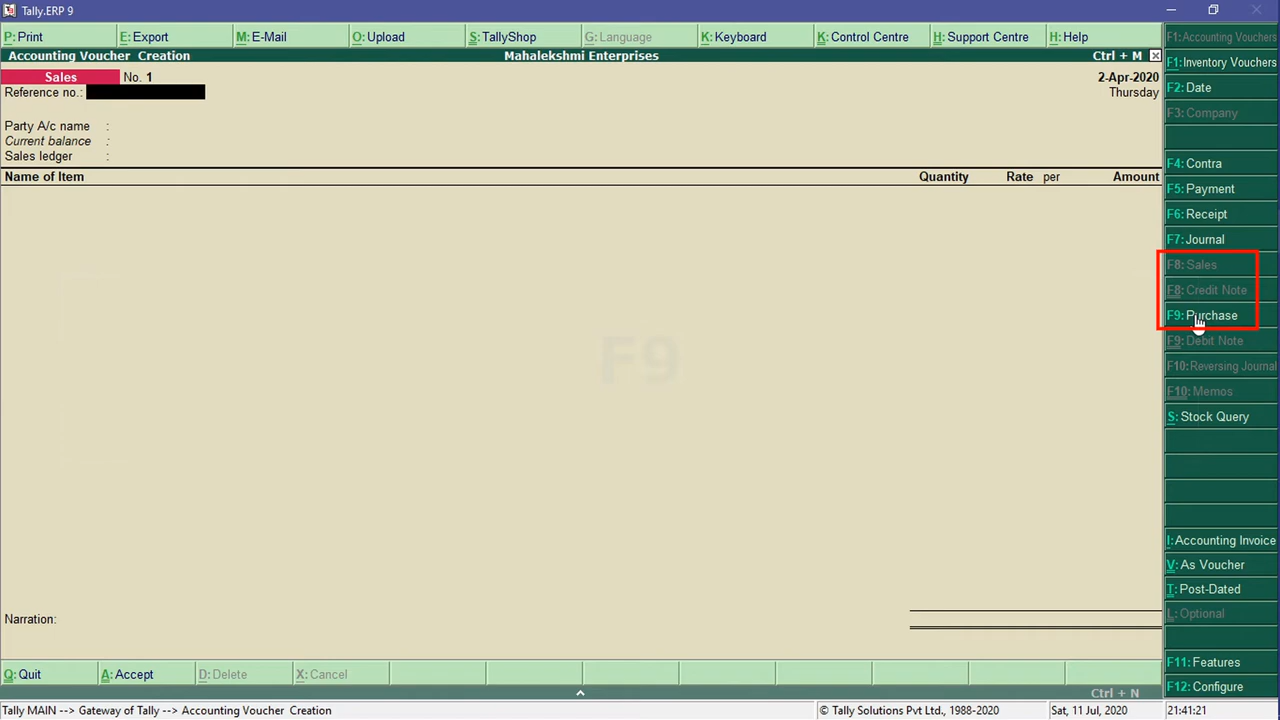 Tally.ERP 9
P: Print E: Export M: E-Mail O: Upload S: TallyShop G: Language K: Keyboard K: Control Centre H: Support Centre H: Help
Accounting Voucher Creation Mahalekshmi Enterprises Ctrl + M
Sales No. 1 2-Apr-2020
Reference no.: Thursday
Party A/c name :
Current balance :
Sales ledger :
Name of Item Quantity Rate per Amount
F9
Narration:
F1: Accounting Vouchers
F1: Inventory Vouchers
F2: Date
F3: Company
F4: Contra
F5: Payment
F6: Receipt
F7: Journal
F8: Sales
F8: Credit Note
F9: Purchase
F9: Debit Note
F10: Reversing Journal
F10: Memos
S: Stock Query
I: Accounting Invoice
V: As Voucher
T: Post-Dated
L: Optional
F11: Features
F12: Configure
Q: Quit A: Accept D: Delete X: Cancel
Ctrl + N
Tally MAIN --> Gateway of Tally --> Accounting Voucher Creation © Tally Solutions Pvt Ltd., 1988-2020 Sat, 11 Jul, 2020 21:41:21